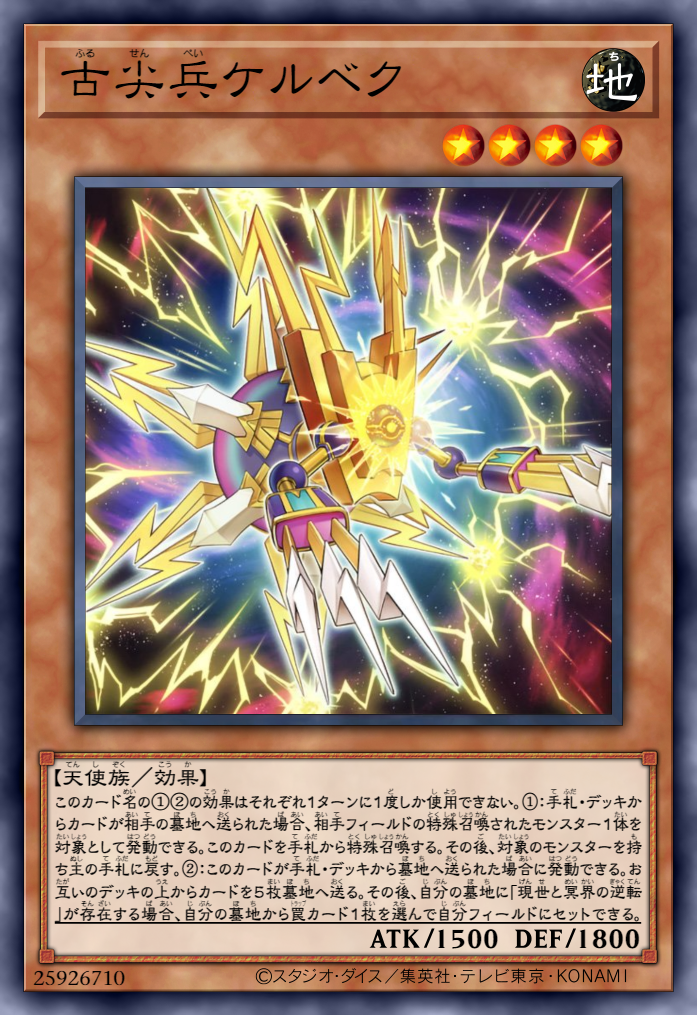 古尖兵ケルベク
地
【天使族／効果】
このカード名の①②の効果はそれぞれ1ターンに1度しか使用できない。①：手札・デッキか
らカードが相手の墓地へ送られた場合、相手フィールドの特殊召喚されたモンスター1体を
対象として発動できる。このカードを手札から特殊召喚する。その後、対象のモンスターを持
ち主の手札に戻す。②：このカードが手札・デッキから墓地へ送られた場合に発動できる。お
互いのデッキの上からカードを5枚墓地へ送る。その後、自分の墓地に「現世と冥界の逆転
」が存在する場合、自分の墓地から罠カード1枚を選んで自分フィールドにセットできる。
ATK/1500 DEF/1800
25926710 ©スタジオ・ダイス／集英社・テレビ東京・KONAMI